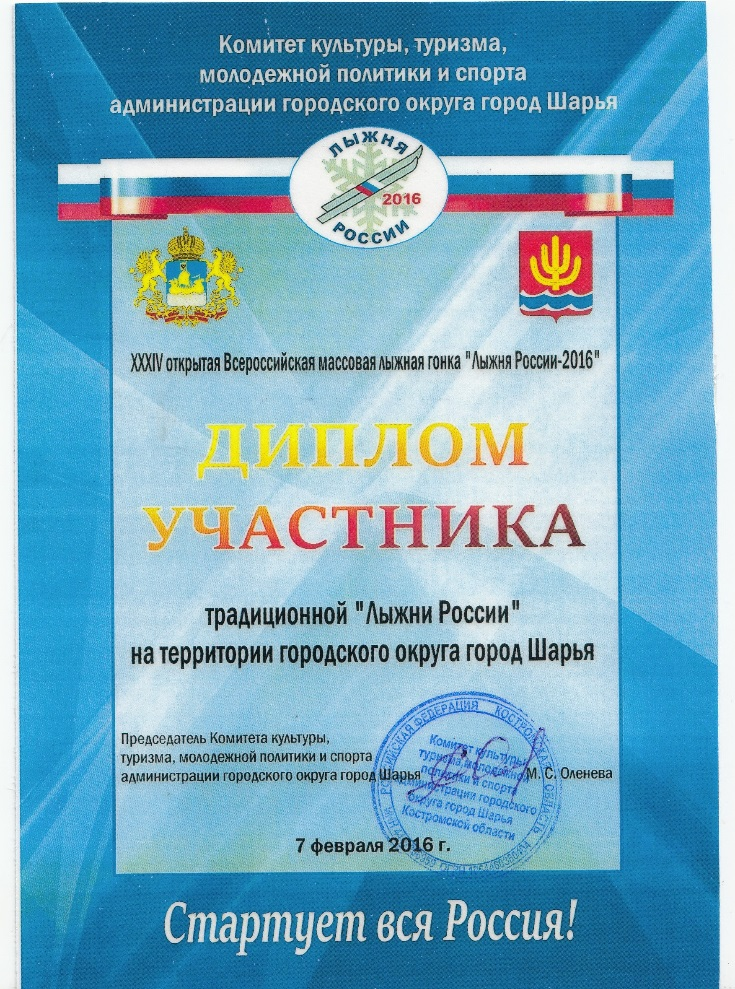 Комитет культуры, туризма,
молодежной политики и спорта
администрации городского округа город Шарья
ЛЫЖНЯ
2016
РОССИИ
XXXIV открытая Всероссийская массовая лыжная гонка "Лыжня России-2016"
ДИПЛОМ
УЧАСТНИКА
традиционной "Лыжни России"
на территории городского округа город Шарья
Председатель Комитета культуры,
туризма, молодежной политики и спорта
администрации городского округа город Шарья
М. С. Оленева
РОССИЙСКАЯ ФЕДЕРАЦИЯ КОСТРОМСКАЯ ОБЛАСТЬ
Комитет культуры
туризма, молодежной
политики и спорта
администрации городского
округа город Шарья
Костромской области
7 февраля 2016 г.
Стартует вся Россия!